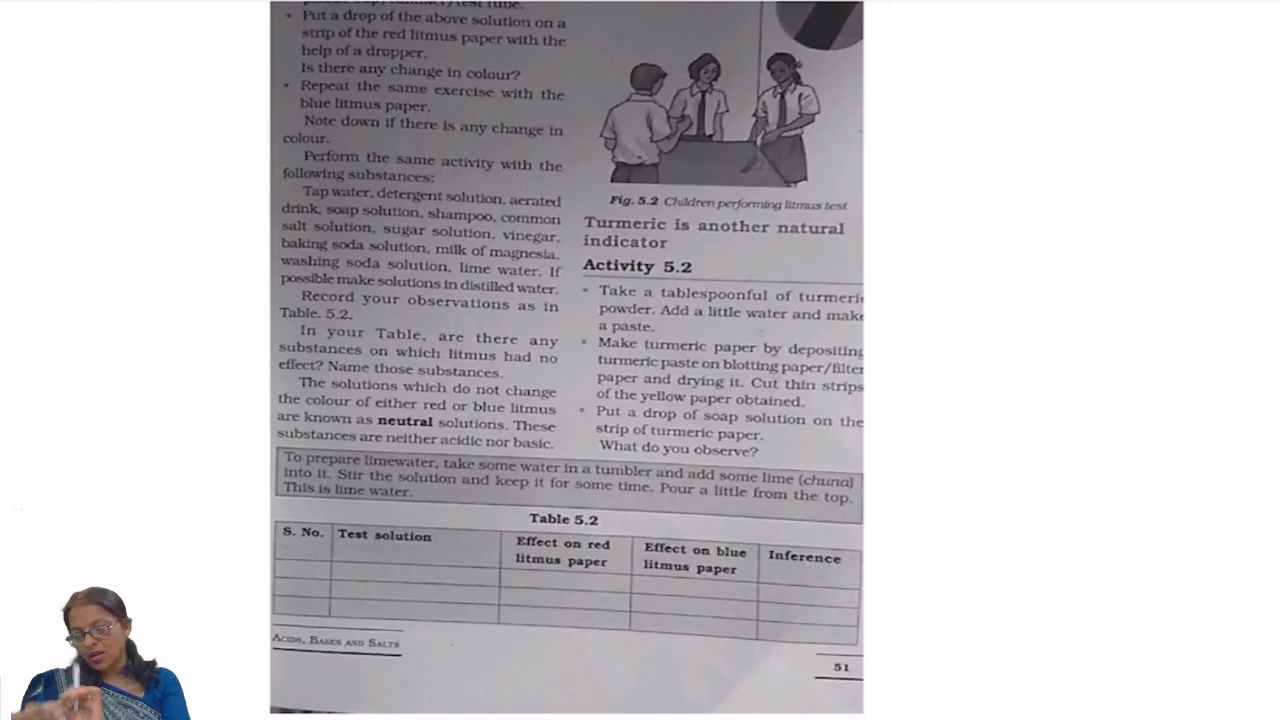 • Put a drop of the above solution on a
strip of the red litmus paper with the
help of a dropper.
Is there any change in colour?
• Repeat the same exercise with the
blue litmus paper.
Note down if there is any change in
colour.
Perform the same activity with the
following substances:
Tap water, detergent solution, aerated
drink, soap solution, shampoo, common
salt solution, sugar solution, vinegar,
baking soda solution, milk of magnesia,
washing soda solution, lime water. If
possible make solutions in distilled water.
Record your observations as in
Table. 5.2.
In your Table, are there any
substances on which litmus had no
effect? Name those substances.
The solutions which do not change
the colour of either red or blue litmus
are known as neutral solutions. These
substances are neither acidic nor basic.
Fig. 5.2 Children performing litmus test
Turmeric is another natural
indicator
Activity 5.2
• Take a tablespoonful of turmeric
powder. Add a little water and make
a paste.
• Make turmeric paper by depositing
turmeric paste on blotting paper/filter
paper and drying it. Cut thin strips
of the yellow paper obtained.
• Put a drop of soap solution on the
strip of turmeric paper.
What do you observe?
To prepare limewater, take some water in a tumbler and add some lime (chuna)
into it. Stir the solution and keep it for some time. Pour a little from the top.
This is lime water.
Table 5.2
S. No. Test solution Effect on red litmus paper Effect on blue litmus paper Inference
ACIDS, BASES AND SALTS
51